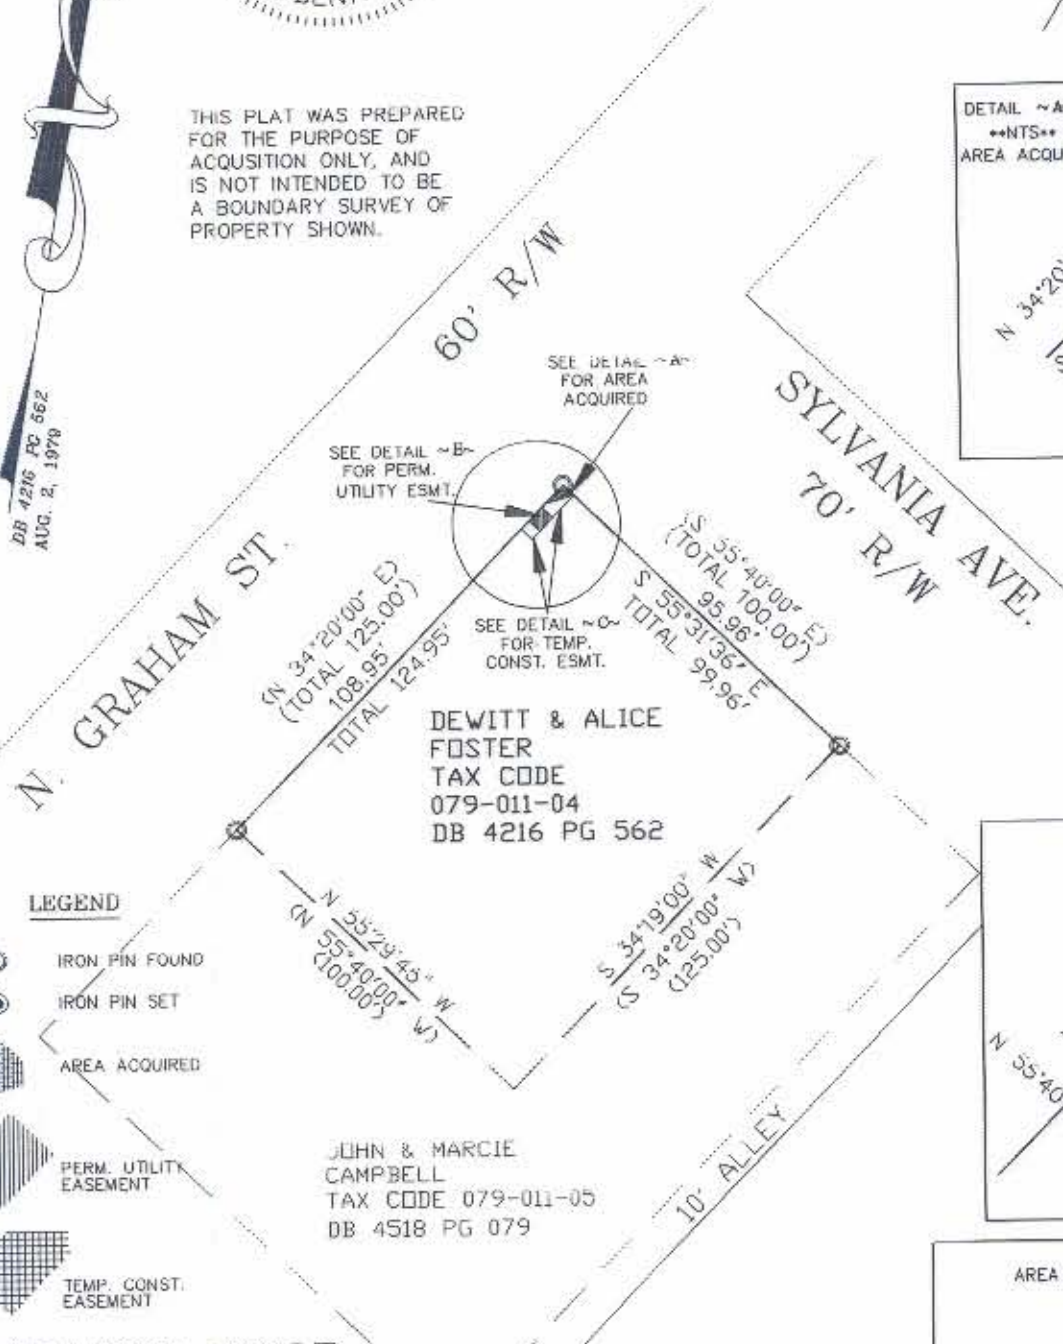 THIS PLAT WAS PREPARED
FOR THE PURPOSE OF
ACQUSITION ONLY, AND
IS NOT INTENDED TO BE
A BOUNDARY SURVEY OF
PROPERTY SHOWN.
DB 4216 PG 562
AUG. 2, 1979
60' R/W
N. GRAHAM ST.
SYLVANIA AVE.
70' R/W
DETAIL ~A
**NTS**
AREA ACQU
N 34°20'
SEE DETAIL ~A~
FOR AREA
ACQUIRED
SEE DETAIL ~B~
FOR PERM.
UTILITY ESMT.
SEE DETAIL ~C~
FOR TEMP.
CONST. ESMT.
(N 34°20'00" E)
(TOTAL 125.00')
108.95'
TOTAL 124.95'
(S 55°40'00" E)
(TOTAL 100.00')
95.96'
S 55°31'36" E
TOTAL 99.96'
DEWITT & ALICE
FOSTER
TAX CODE
079-011-04
DB 4216 PG 562
N 55°29'45" W
(N 55°40'00" W)
(100.00')
S 34°19'00" W
(S 34°20'00" W)
(125.00')
LEGEND
IRON PIN FOUND
IRON PIN SET
AREA ACQUIRED
PERM. UTILITY
EASEMENT
TEMP. CONST.
EASEMENT
JOHN & MARCIE
CAMPBELL
TAX CODE 079-011-05
DB 4518 PG 079
10' ALLEY
N 55°40
AREA